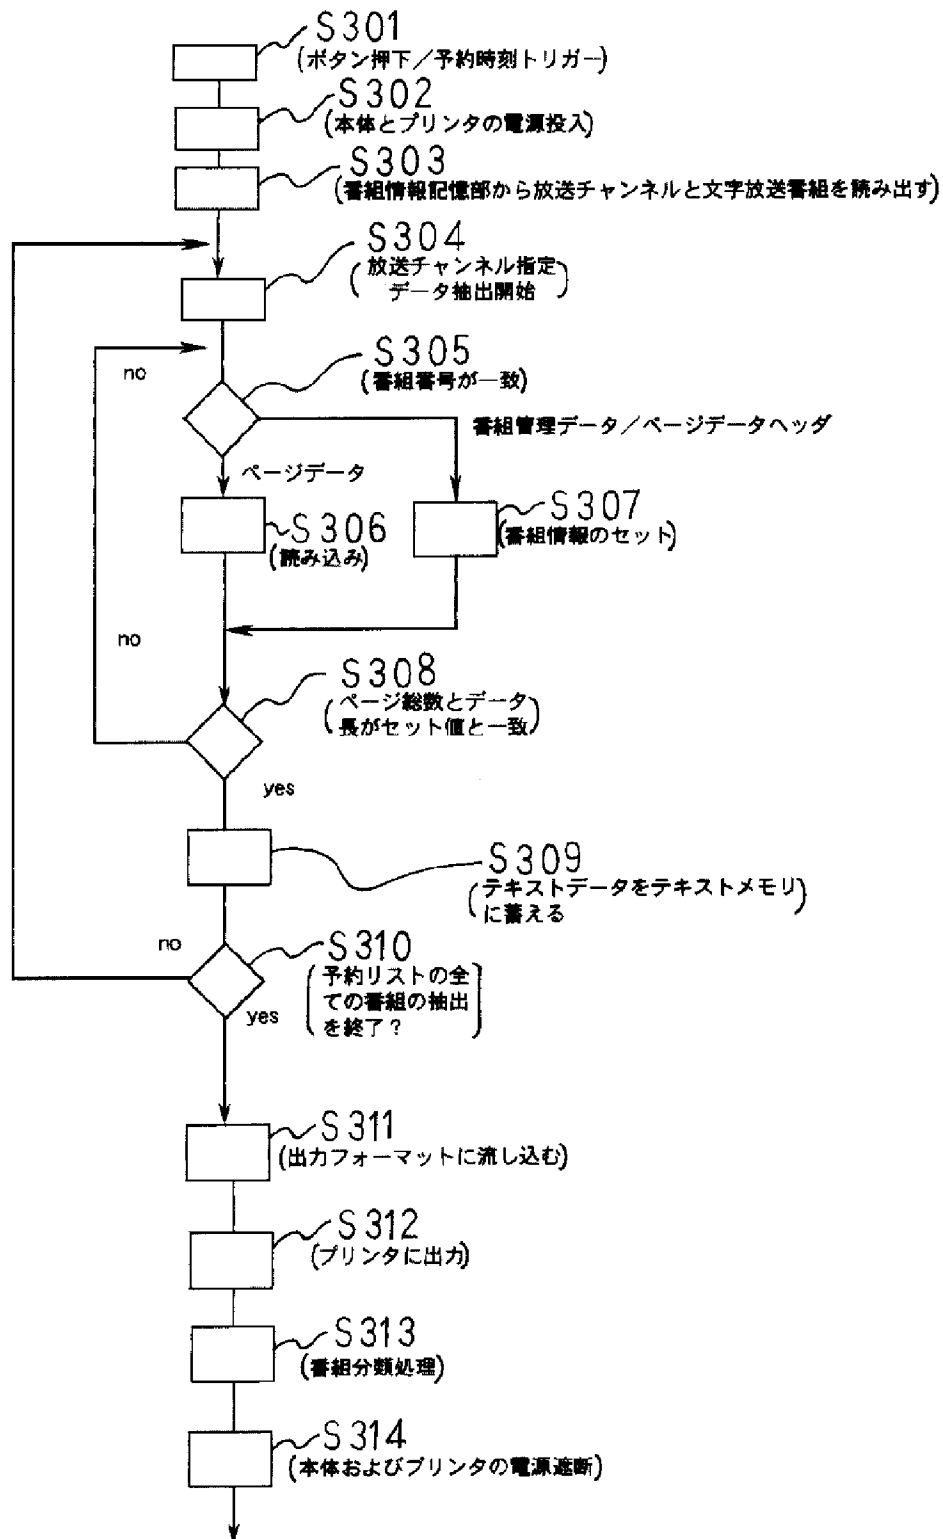 S301
(ボタン押下／予約時刻トリガー)
S302
(本体とプリンタの電源投入)
S303
(番組情報記憶部から放送チャンネルと文字放送番組を読み出す)
S304
(放送チャンネル指定
データ抽出開始)
no
S305
(番組番号が一致)
番組管理データ／ページデータヘッダ
ページデータ
S306
(読み込み)
S307
(番組情報のセット)
no
S308
(ページ総数とデータ
長がセット値と一致)
yes
S309
(テキストデータをテキストメモリ
に蓄える)
no
S310
(予約リストの全
ての番組の抽出
を終了？)
yes
S311
(出力フォーマットに流し込む)
S312
(プリンタに出力)
S313
(番組分類処理)
S314
(本体およびプリンタの電源遮断)